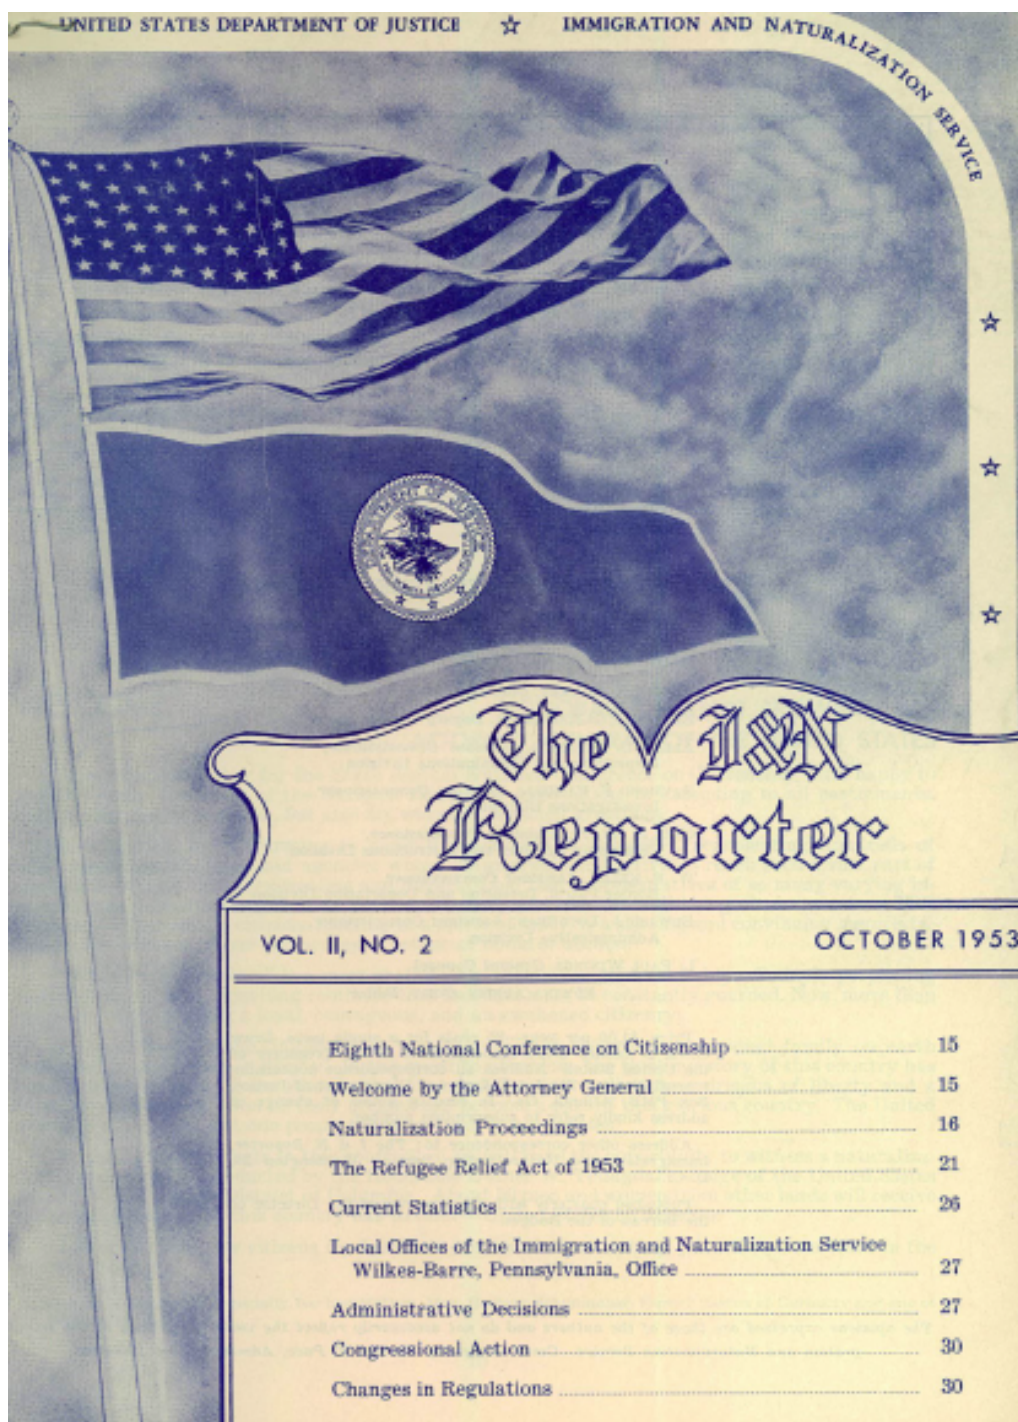 UNITED STATES DEPARTMENT OF JUSTICE ☆ IMMIGRATION AND NATURALIZATION SERVICE
DEPARTMENT OF JUSTICE
The I&N
Reporter
VOL. II, NO. 2 OCTOBER 1953
Eighth National Conference on Citizenship 15
Welcome by the Attorney General 15
Naturalization Proceedings 16
The Refugee Relief Act of 1953 21
Current Statistics 26
Local Offices of the Immigration and Naturalization Service
Wilkes-Barre, Pennsylvania, Office 27
Administrative Decisions 27
Congressional Action 30
Changes in Regulations 30